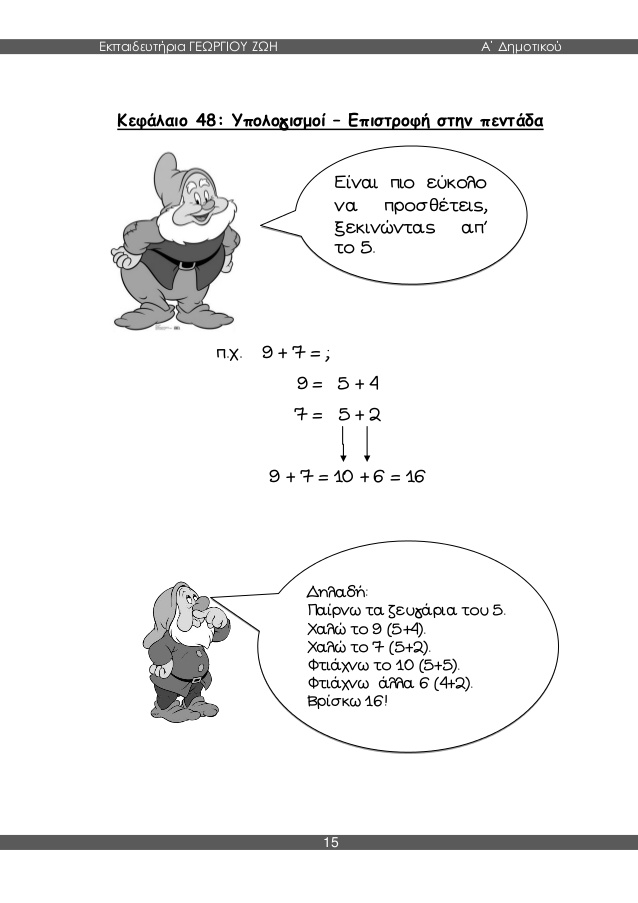 Εκπαιδευτήρια ΓΕΩΡΓΙΟΥ ΖΩΗ Α΄ Δημοτικού
Κεφάλαιο 48: Υπολογισμοί – Επιστροφή στην πεντάδα
Είναι πιο εύκολο
να προσθέτεις,
ξεκινώντας απ’
το 5.
π.χ. 9 + 7 = ;
9 = 5 + 4
7 = 5 + 2
9 + 7 = 10 + 6 = 16
Δηλαδή:
Παίρνω τα ζευγάρια του 5.
Χαλώ το 9 (5+4).
Χαλώ το 7 (5+2).
Φτιάχνω το 10 (5+5).
Φτιάχνω άλλα 6 (4+2).
Βρίσκω 16!
15